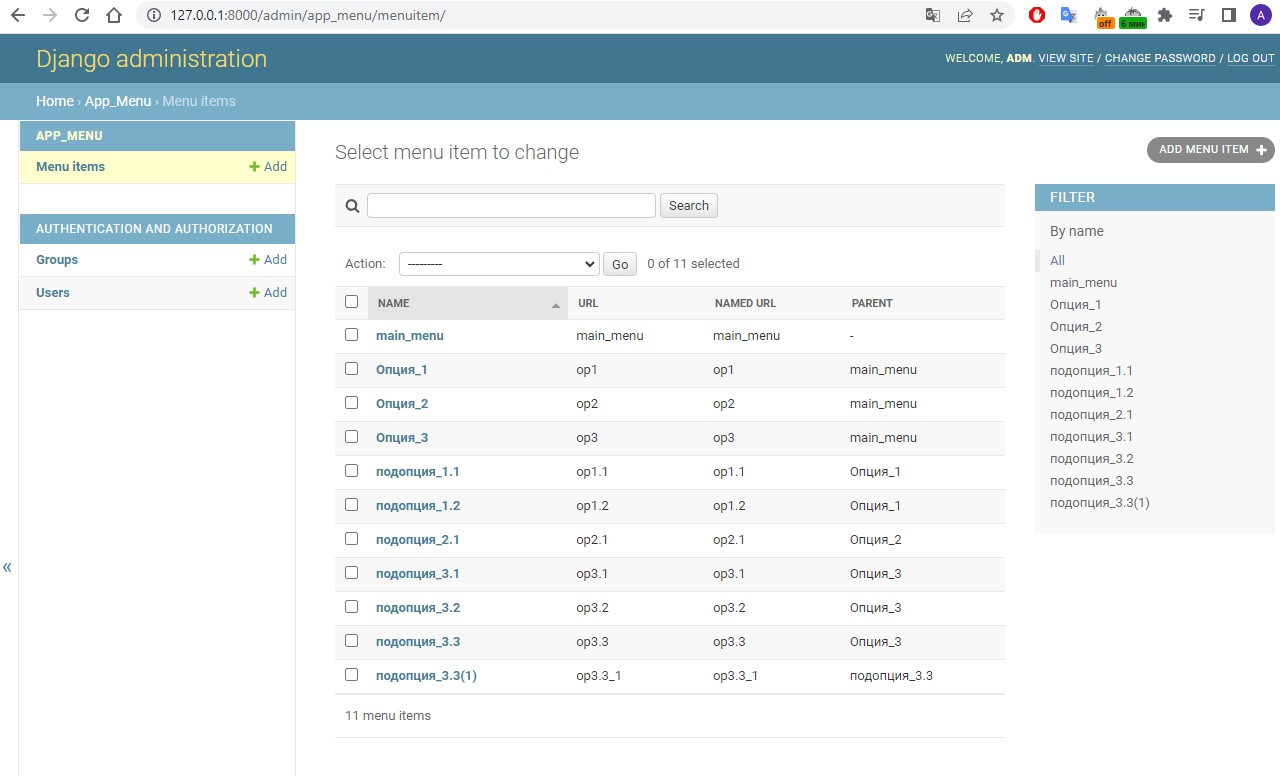 127.0.0.1:8000/admin/app_menu/menuitem/
off
6 мин
A
Django administration
WELCOME, ADM. VIEW SITE / CHANGE PASSWORD / LOG OUT
Home › App_Menu › Menu items
APP_MENU
Menu items + Add
AUTHENTICATION AND AUTHORIZATION
Groups + Add
Users + Add
«
Select menu item to change
ADD MENU ITEM +
Search
Action: --------- Go 0 of 11 selected
NAME URL NAMED URL PARENT
main_menu main_menu main_menu -
Опция_1 op1 op1 main_menu
Опция_2 op2 op2 main_menu
Опция_3 op3 op3 main_menu
подопция_1.1 op1.1 op1.1 Опция_1
подопция_1.2 op1.2 op1.2 Опция_1
подопция_2.1 op2.1 op2.1 Опция_2
подопция_3.1 op3.1 op3.1 Опция_3
подопция_3.2 op3.2 op3.2 Опция_3
подопция_3.3 op3.3 op3.3 Опция_3
подопция_3.3(1) op3.3_1 op3.3_1 подопция_3.3
11 menu items
FILTER
By name
All
main_menu
Опция_1
Опция_2
Опция_3
подопция_1.1
подопция_1.2
подопция_2.1
подопция_3.1
подопция_3.2
подопция_3.3
подопция_3.3(1)